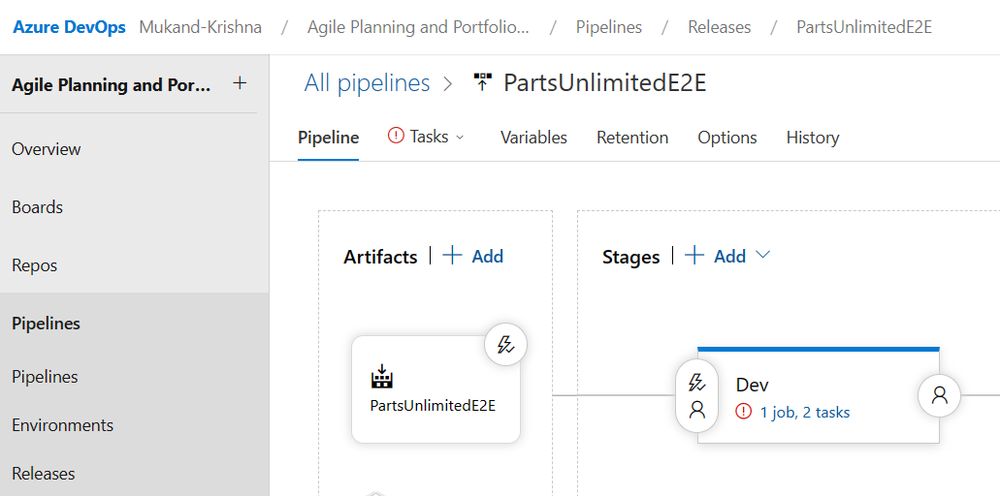 Azure DevOps Mukand-Krishna / Agile Planning and Portfolio... / Pipelines / Releases / PartsUnlimitedE2E
Agile Planning and Por... +
All pipelines > PartsUnlimitedE2E
Pipeline Tasks Variables Retention Options History
Overview
Boards
Repos
Pipelines
Pipelines
Environments
Releases
Artifacts | + Add
Stages | + Add
PartsUnlimitedE2E
Dev
1 job, 2 tasks